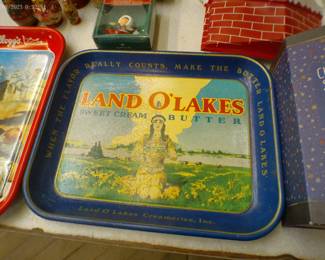 Kellogg's
WHEN THE FLAVOR REALLY COUNTS, MAKE THE BUTTER LAND O'LAKES
LAND O'LAKES
SWEET CREAM BUTTER
Land O'Lakes Creameries, Inc.